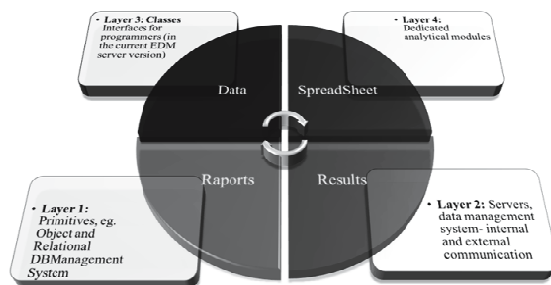 • Layer 3: Classes
Interfaces for
programmers (in
the current EDM
server version)
• Layer 4:
Dedicated
analytical modules
Data
SpreadSheet
Raports
Results
• Layer 1:
Primitives, eg.
Object and
Relational
DBManagement
System
• Layer 2: Servers,
data management
system- internal
and external
communication